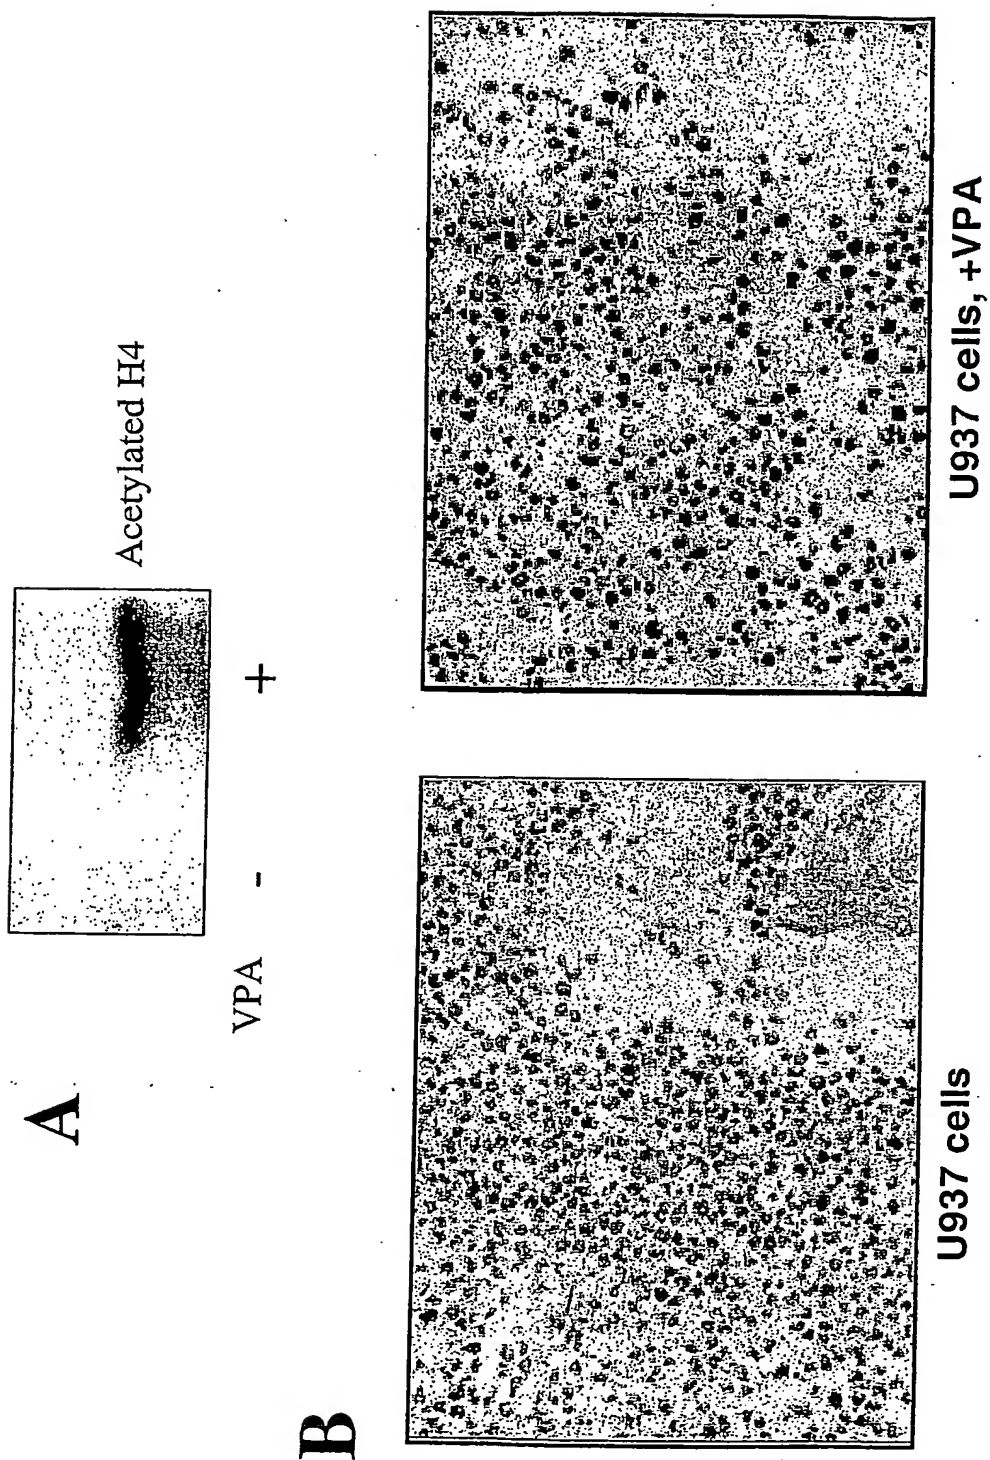 A
Acetylated H4
VPA - +
B
U937 cells
U937 cells, +VPA